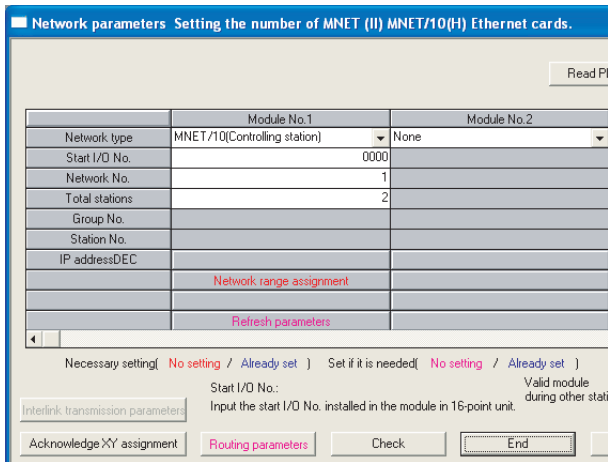 Network parameters Setting the number of MNET (II) MNET/10(H) Ethernet cards.
Read
Module No.1 Module No.2
Network type MNET/10(Controlling station) None
Start I/O No. 0000
Network No. 1
Total stations 2
Group No.
Station No.
IP addressDEC
Network range assignment
Refresh parameters
Necessary setting( No setting / Already set ) Set if it is needed( No setting / Already set )
Start I/O No.: Valid module
Input the start I/O No. installed in the module in 16-point unit. during other
Interlink transmission parameters
Acknowledge XY assignment Routing parameters Check End